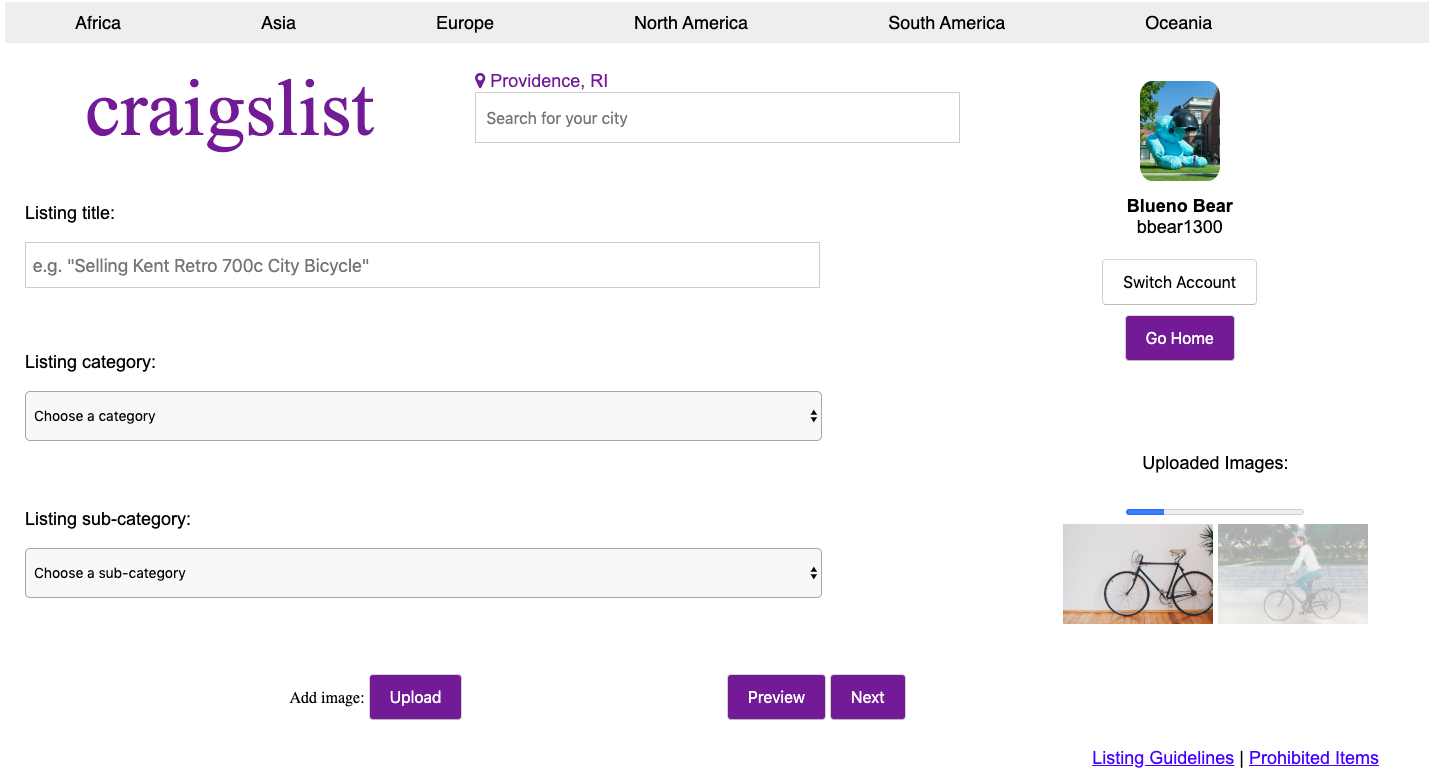 Africa Asia Europe North America South America Oceania
craigslist
Providence, RI
Search for your city
Blueno Bear
bbear1300
Switch Account
Go Home
Listing title:
e.g. "Selling Kent Retro 700c City Bicycle"
Listing category:
Choose a category
Listing sub-category:
Choose a sub-category
Uploaded Images:
Add image: Upload Preview Next
Listing Guidelines | Prohibited Items